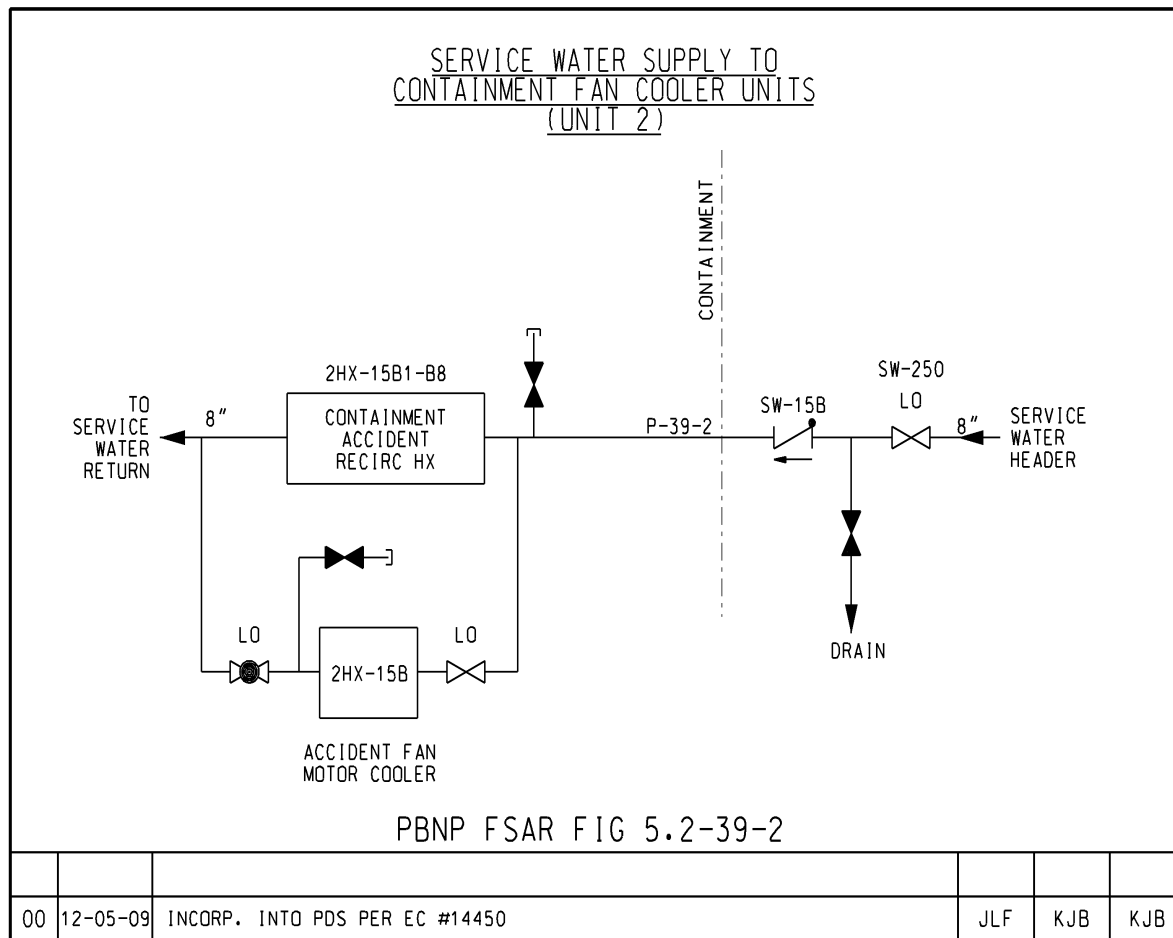 SERVICE WATER SUPPLY TO
CONTAINMENT FAN COOLER UNITS
(UNIT 2)
CONTAINMENT
2HX-15B1-B8
SW-250
LO
TO
SERVICE
WATER
RETURN
8"
CONTAINMENT
ACCIDENT
RECIRC HX
P-39-2
SW-15B
8"
SERVICE
WATER
HEADER
LO
2HX-15B
LO
DRAIN
ACCIDENT FAN
MOTOR COOLER
PBNP FSAR FIG 5.2-39-2
00 12-05-09 INCORP. INTO PDS PER EC #14450 JLF KJB KJB